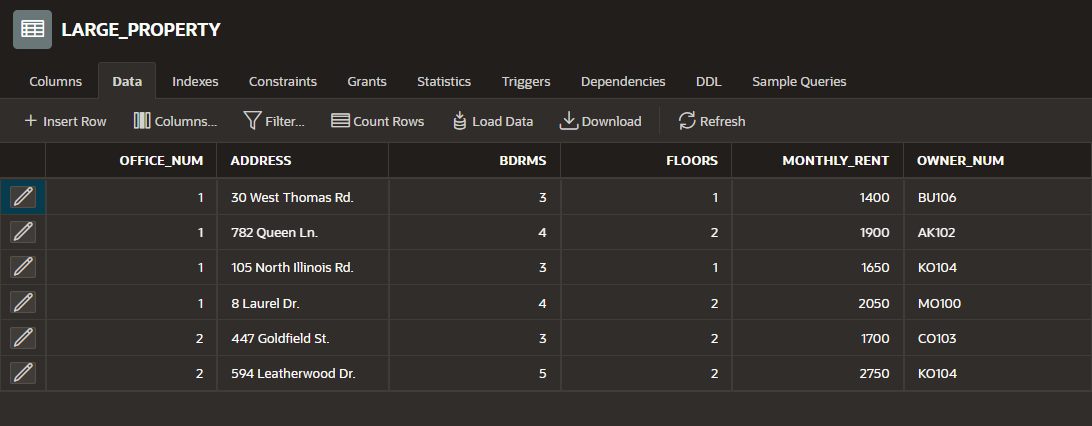 LARGE_PROPERTY
Columns Data Indexes Constraints Grants Statistics Triggers Dependencies DDL Sample Queries
Insert Row Columns... Filter... Count Rows Load Data Download Refresh
OFFICE_NUM ADDRESS BDRMS FLOORS MONTHLY_RENT OWNER_NUM
1 30 West Thomas Rd. 3 1 1400 BU106
1 782 Queen Ln. 4 2 1900 AK102
1 105 North Illinois Rd. 3 1 1650 KO104
1 8 Laurel Dr. 4 2 2050 MO100
2 447 Goldfield St. 3 2 1700 CO103
2 594 Leatherwood Dr. 5 2 2750 KO104